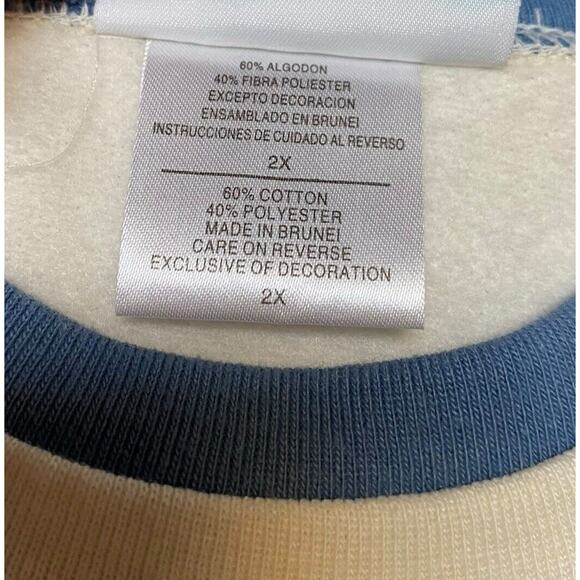 60% ALGODON
40% FIBRA POLIESTER
EXCEPTO DECORACION
ENSAMBLADO EN BRUNEI
INSTRUCCIONES DE CUIDADO AL REVERSO
2X
60% COTTON
40% POLYESTER
MADE IN BRUNEI
CARE ON REVERSE
EXCLUSIVE OF DECORATION
2X